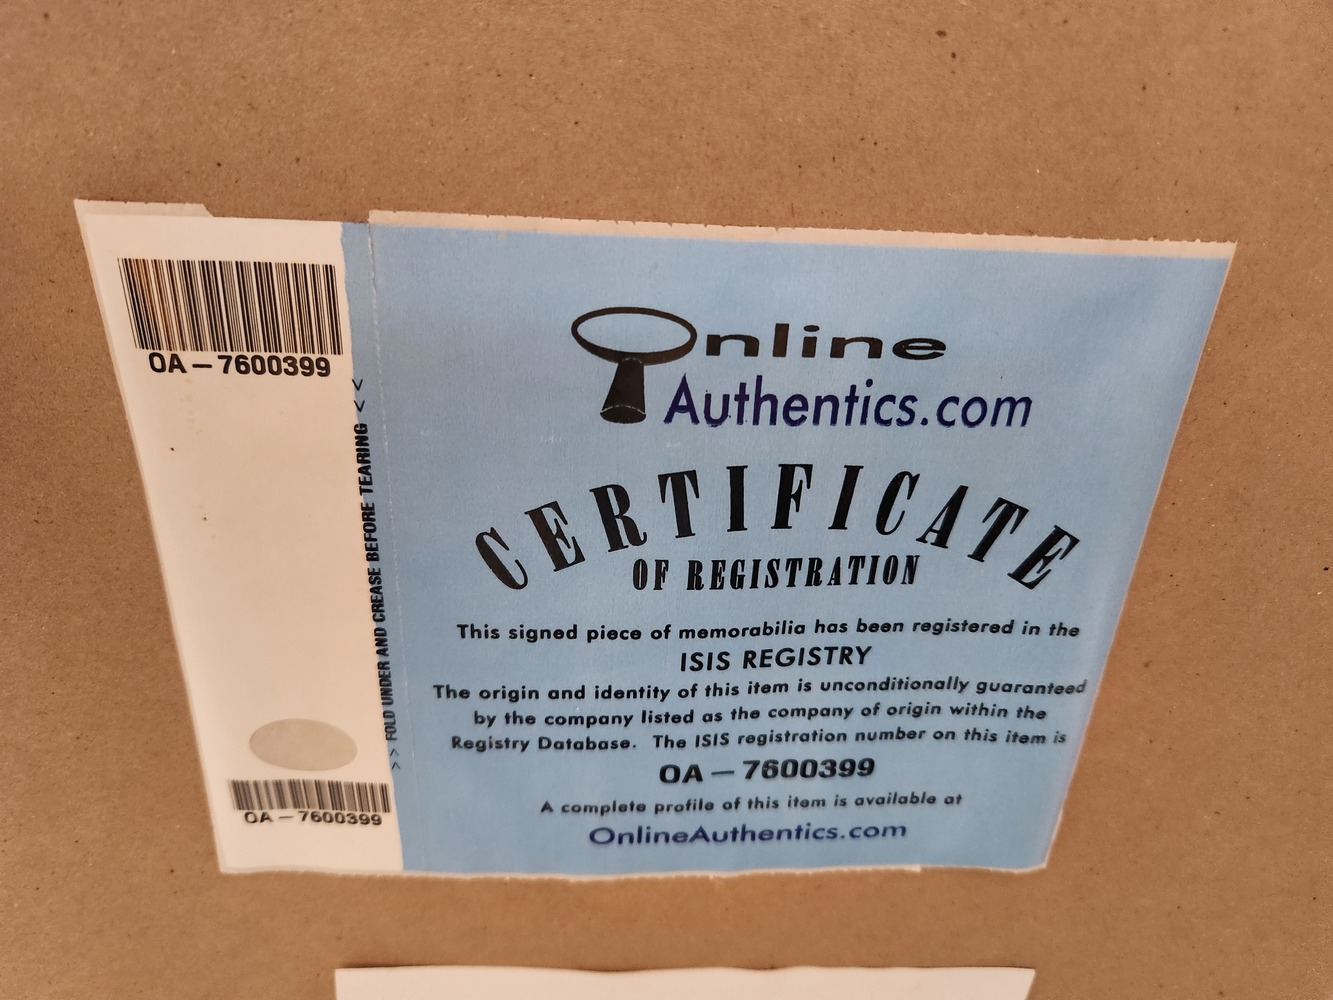 OA – 7600399
>> FOLD UNDER AND CREASE BEFORE TEARING <<
OA – 7600399
Online
Authentics.com
CERTIFICATE
OF REGISTRATION
This signed piece of memorabilia has been registered in the
ISIS REGISTRY
The origin and identity of this item is unconditionally guaranteed
by the company listed as the company of origin within the
Registry Database. The ISIS registration number on this item is
OA – 7600399
A complete profile of this item is available at
OnlineAuthentics.com